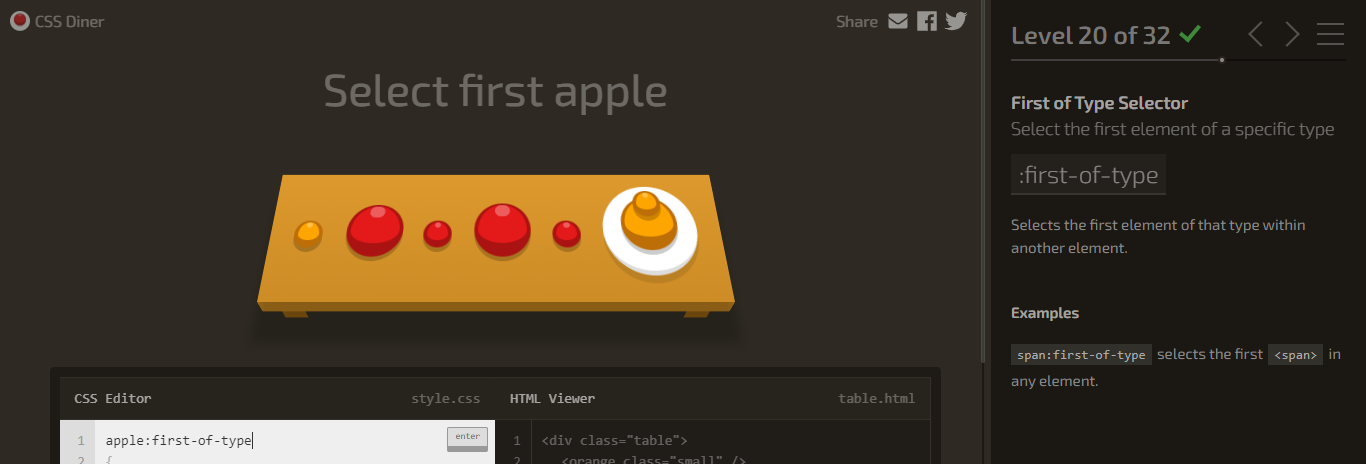 CSS Diner
Share
Select first apple
CSS Editor
style.css
HTML Viewer
table.html
1
apple:first-of-type
enter
2
{
1
<div class="table">
2
<orange class="small" />
Level 20 of 32
First of Type Selector
Select the first element of a specific type
:first-of-type
Selects the first element of that type within
another element.
Examples
span:first-of-type selects the first <span> in
any element.